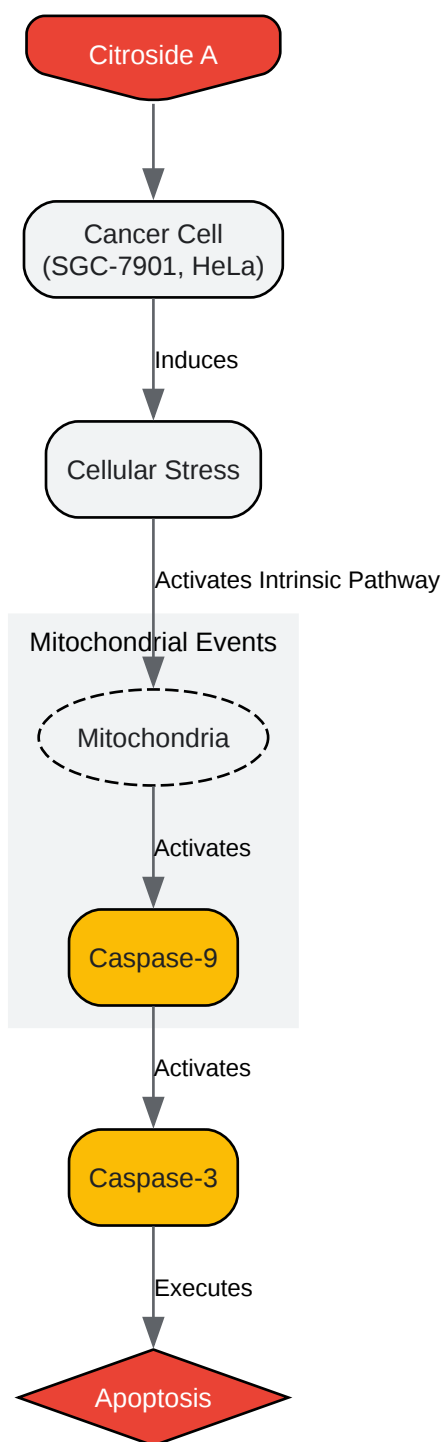 Citroside A
Cancer Cell
(SGC-7901, HeLa)
Induces
Cellular Stress
Activates Intrinsic Pathway
Mitochondrial Events
Mitochondria
Activates
Caspase-9
Activates
Caspase-3
Executes
Apoptosis